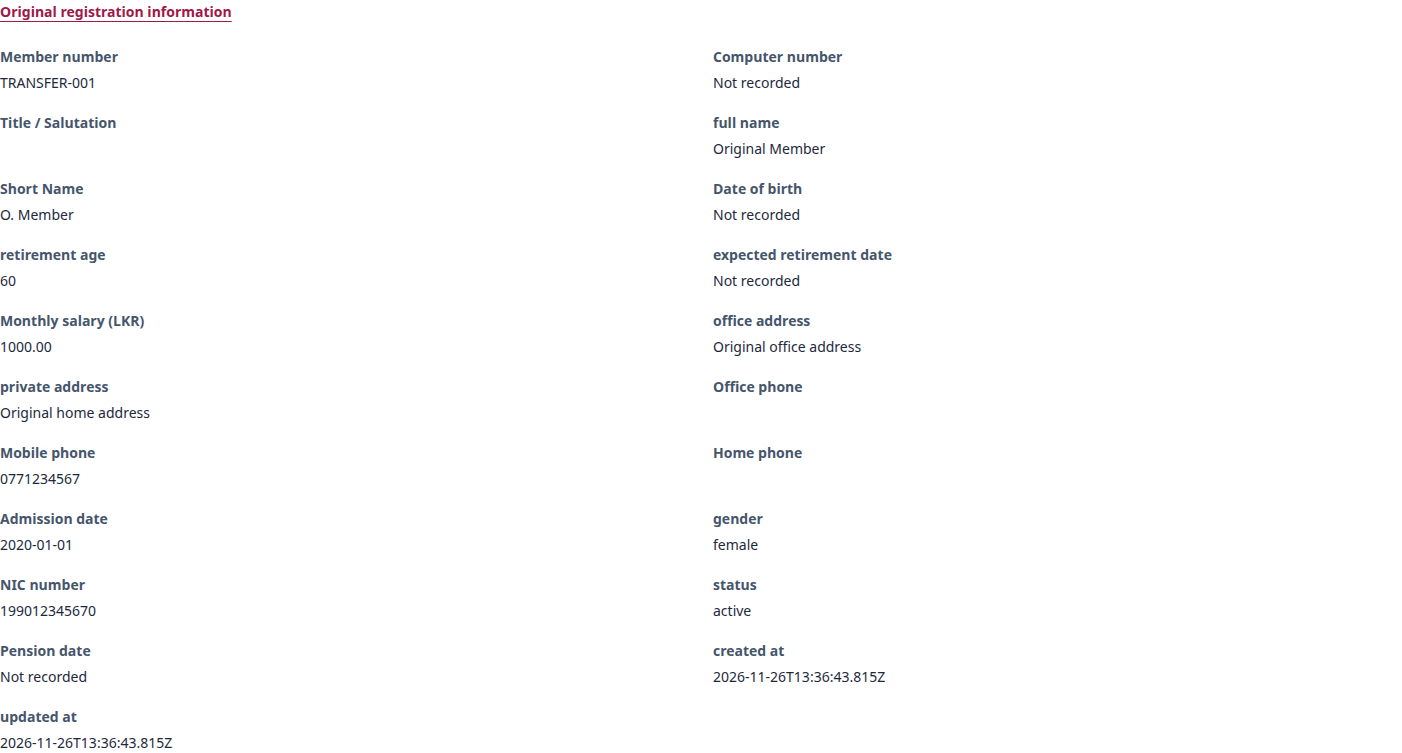 Original registration information
Member number
TRANSFER-001
Computer number
Not recorded
Title / Salutation
full name
Original Member
Short Name
O. Member
Date of birth
Not recorded
retirement age
60
expected retirement date
Not recorded
Monthly salary (LKR)
1000.00
office address
Original office address
private address
Original home address
Office phone
Mobile phone
0771234567
Home phone
Admission date
2020-01-01
gender
female
NIC number
199012345670
status
active
Pension date
Not recorded
created at
2026-11-26T13:36:43.815Z
updated at
2026-11-26T13:36:43.815Z